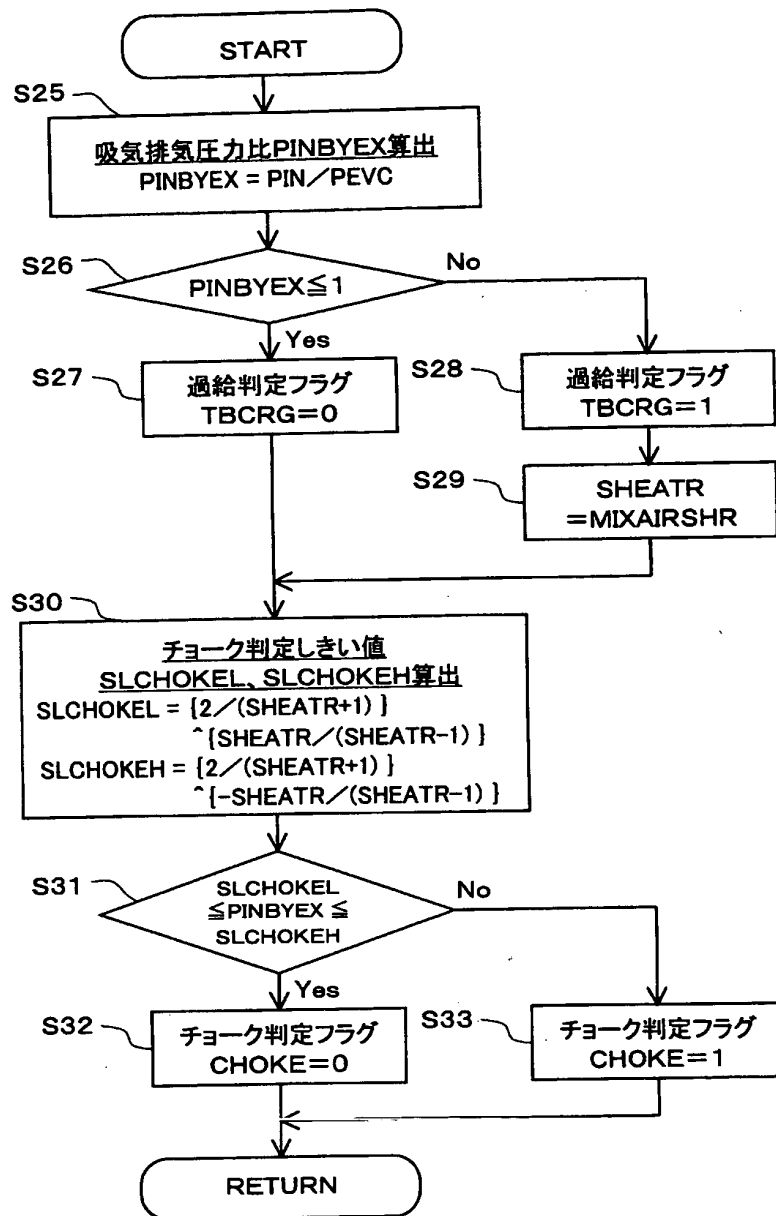 START
S25
吸気排気圧力比PINBYEX算出
PINBYEX = PIN／PEVC
S26
PINBYEX≦1
No
Yes
S27
過給判定フラグ
TBCRG=0
S28
過給判定フラグ
TBCRG=1
S29
SHEATR
=MIXAIRSHR
S30
チョーク判定しきい値
SLCHOKEL、SLCHOKEH算出
SLCHOKEL = {2／(SHEATR+1) }
^{SHEATR／(SHEATR-1) }
SLCHOKEH = {2／(SHEATR+1) }
^{-SHEATR／(SHEATR-1) }
S31
SLCHOKEL
≦PINBYEX ≦
SLCHOKEH
No
Yes
S32
チョーク判定フラグ
CHOKE=0
S33
チョーク判定フラグ
CHOKE=1
RETURN